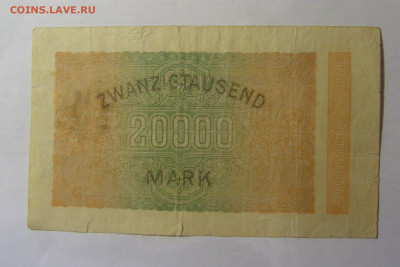 COINS.LAVE.RU
ZWANZIGTAUSEND
20000
MARK